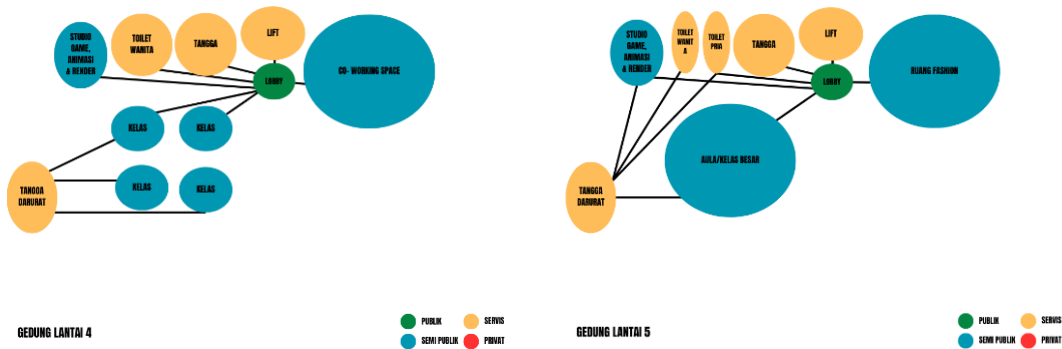 STUDIO
GAME,
ANIMASI
& RENDER
TOILET
WANITA
TANGGA
LIFT
LOBBY
CO- WORKING SPACE
KELAS
KELAS
KELAS
KELAS
TANGGA
DARURAT
GEDUNG LANTAI 4
PUBLIK
SERVIS
SEMI PUBLIK
PRIVAT
STUDIO
GAME,
ANIMASI
& RENDER
TOILET
WANIT
A
TOILET
PRIA
TANGGA
LIFT
LOBBY
RUANG FASHION
AULA/KELAS BESAR
TANGGA
DARURAT
GEDUNG LANTAI 5
PUBLIK
SERVIS
SEMI PUBLIK
PRIVAT